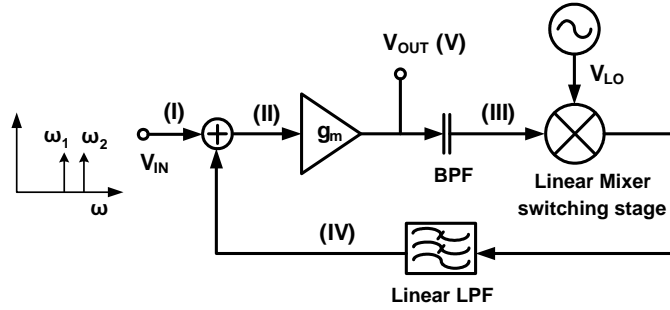 V_OUT (V)
V_LO
(I)
(II)
(III)
g_m
ω_1
ω_2
V_IN
ω
BPF
Linear Mixer
switching stage
(IV)
Linear LPF